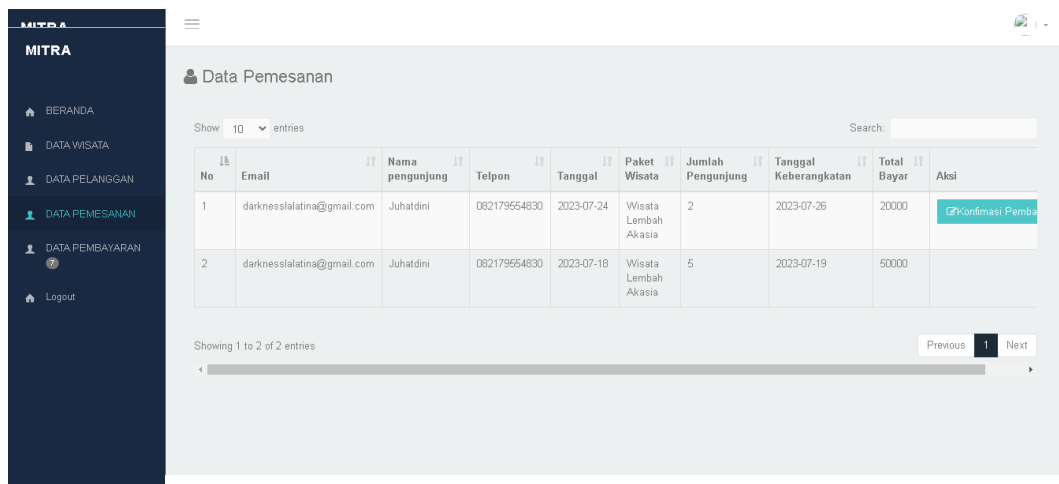 MITRA
MITRA
Data Pemesanan
BERANDA
DATA WISATA
DATA PELANGGAN
DATA PEMESANAN
DATA PEMBAYARAN
7
Logout
Show 10 entries
Search:
No Email Nama pengunjung Telpon Tanggal Paket Wisata Jumlah Pengunjung Tanggal Keberangkatan Total Bayar Aksi
1 darknesslalatina@gmail.com Juhatdini 082179554830 2023-07-24 Wisata Lembah Akasia 2 2023-07-26 20000 Konfimasi Pemba
2 darknesslalatina@gmail.com Juhatdini 082179554830 2023-07-18 Wisata Lembah Akasia 5 2023-07-19 50000
Showing 1 to 2 of 2 entries
Previous 1 Next